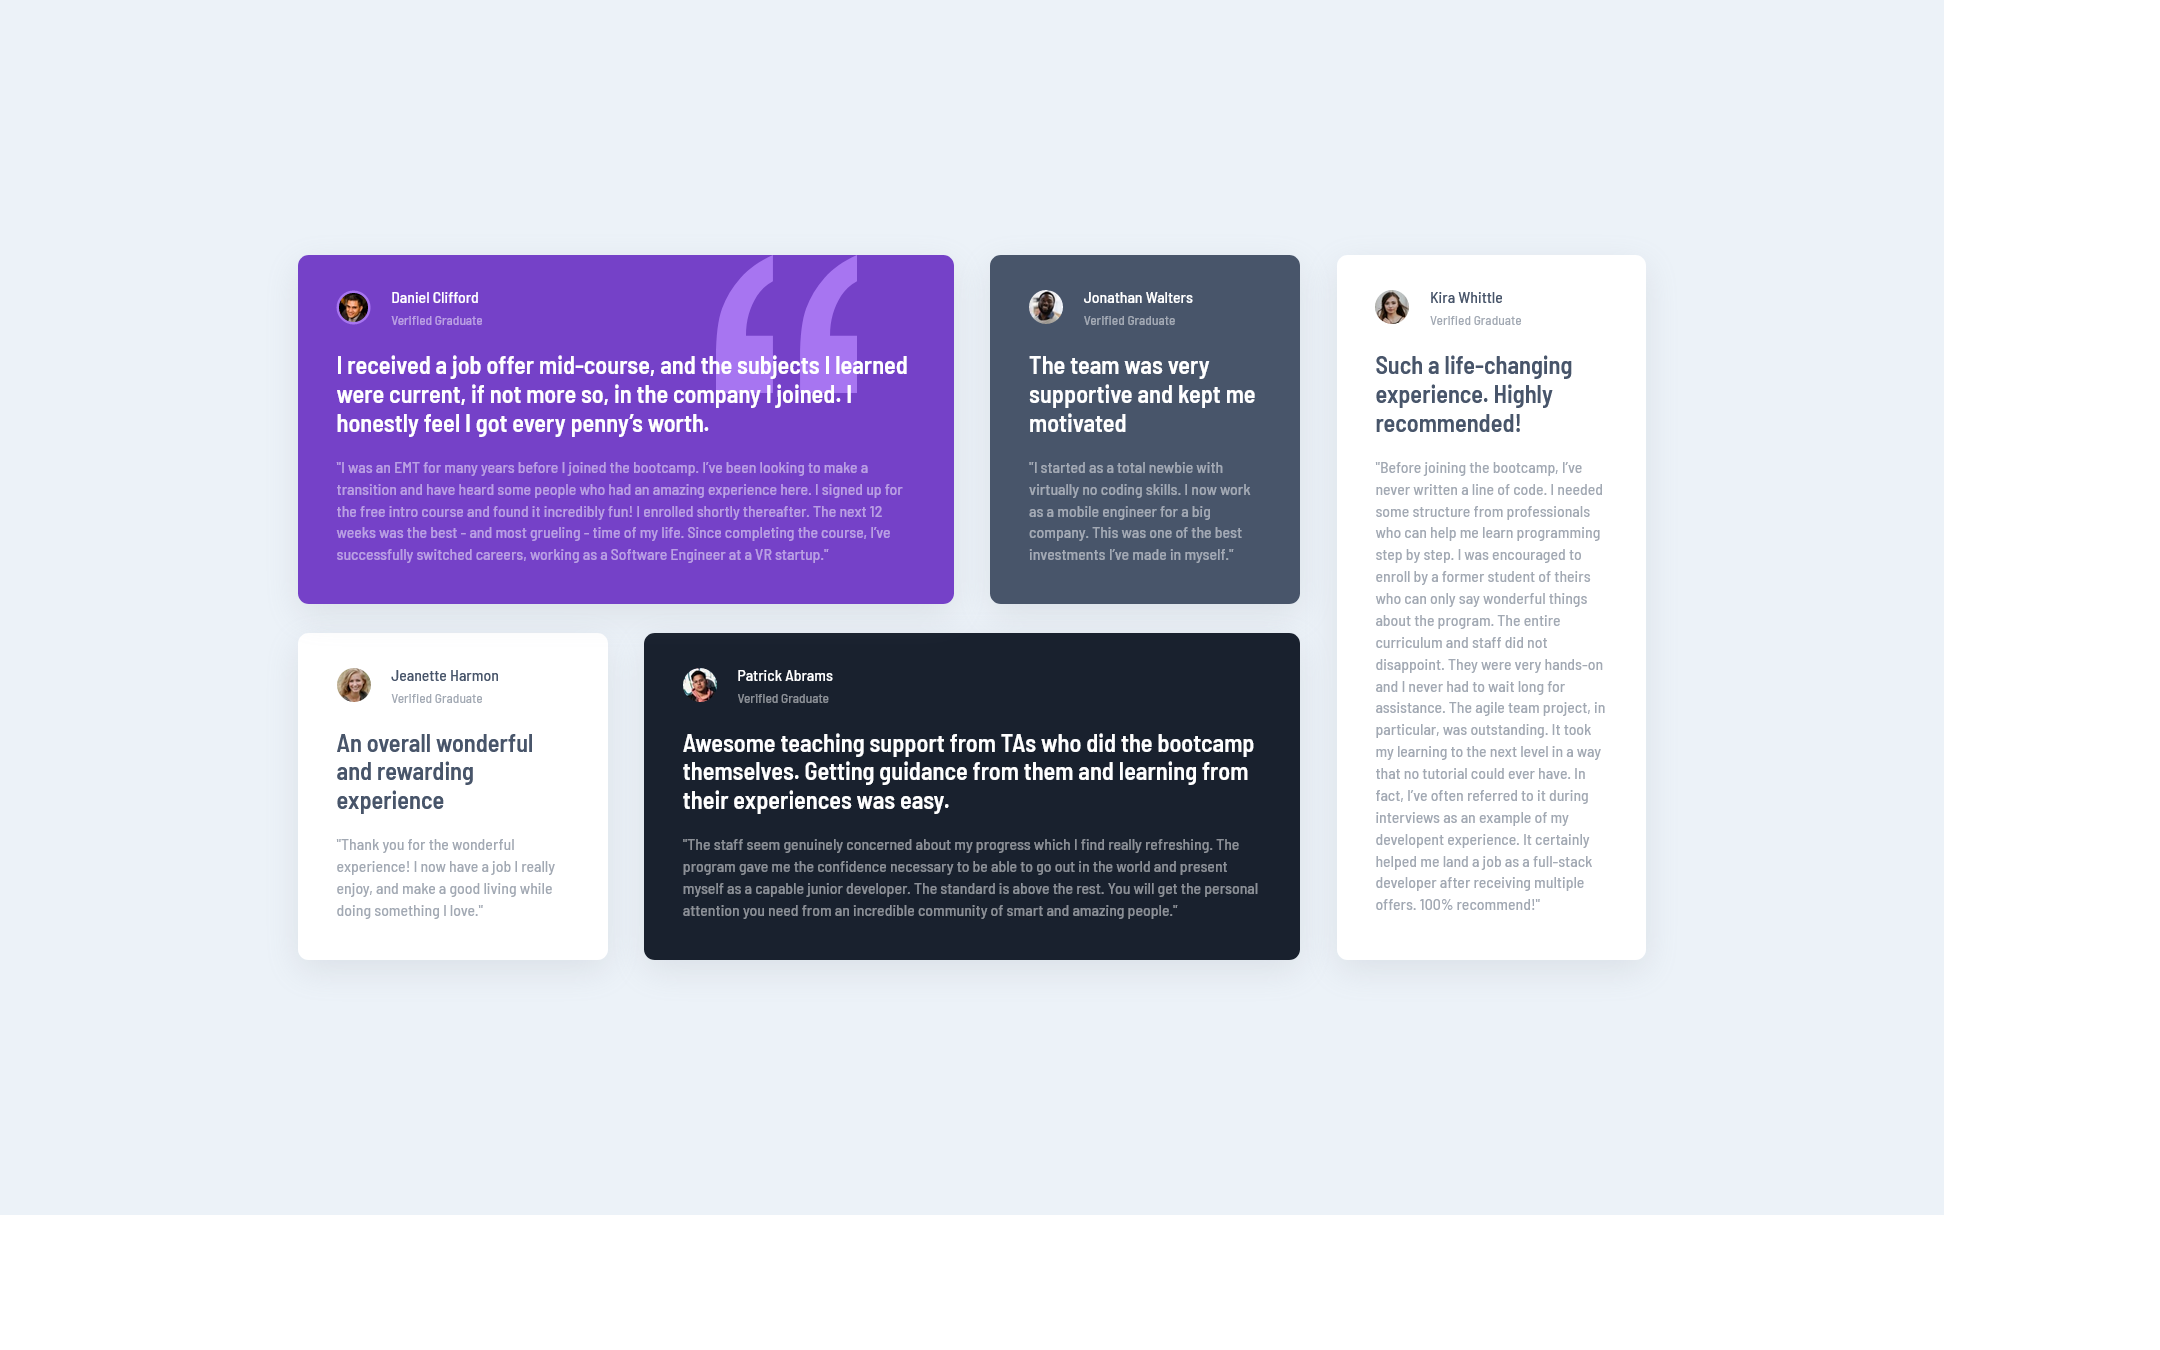 Daniel Clifford
Verified Graduate
I received a job offer mid-course, and the subjects I learned
were current, if not more so, in the company I joined. I
honestly feel I got every penny’s worth.
"I was an EMT for many years before I joined the bootcamp. I've been looking to make a
transition and have heard some people who had an amazing experience here. I signed up for
the free intro course and found it incredibly fun! I enrolled shortly thereafter. The next 12
weeks was the best - and most grueling - time of my life. Since completing the course, I've
successfully switched careers, working as a Software Engineer at a VR startup."
Jonathan Walters
Verified Graduate
The team was very
supportive and kept me
motivated
"I started as a total newbie with
virtually no coding skills. I now work
as a mobile engineer for a big
company. This was one of the best
investments I've made in myself."
Kira Whittle
Verified Graduate
Such a life-changing
experience. Highly
recommended!
"Before joining the bootcamp, I've
never written a line of code. I needed
some structure from professionals
who can help me learn programming
step by step. I was encouraged to
enroll by a former student of theirs
who can only say wonderful things
about the program. The entire
curriculum and staff did not
disappoint. They were very hands-on
and I never had to wait long for
assistance. The agile team project, in
particular, was outstanding. It took
my learning to the next level in a way
that no tutorial could ever have. In
fact, I've often referred to it during
interviews as an example of my
developent experience. It certainly
helped me land a job as a full-stack
developer after receiving multiple
offers. 100% recommend!"
Jeanette Harmon
Verified Graduate
An overall wonderful
and rewarding
experience
"Thank you for the wonderful
experience! I now have a job I really
enjoy, and make a good living while
doing something I love."
Patrick Abrams
Verified Graduate
Awesome teaching support from TAs who did the bootcamp
themselves. Getting guidance from them and learning from
their experiences was easy.
"The staff seem genuinely concerned about my progress which I find really refreshing. The
program gave me the confidence necessary to be able to go out in the world and present
myself as a capable junior developer. The standard is above the rest. You will get the personal
attention you need from an incredible community of smart and amazing people."